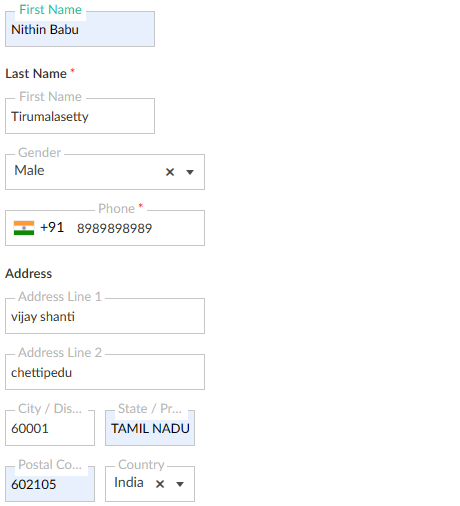 First Name
Nithin Babu
Last Name *
First Name
Tirumalasetty
Gender
Male
Phone *
+91 8989898989
Address
Address Line 1
vijay shanti
Address Line 2
chettipedu
City / Dis... State / Pr...
60001 TAMIL NADU
Postal Co... Country
602105 India